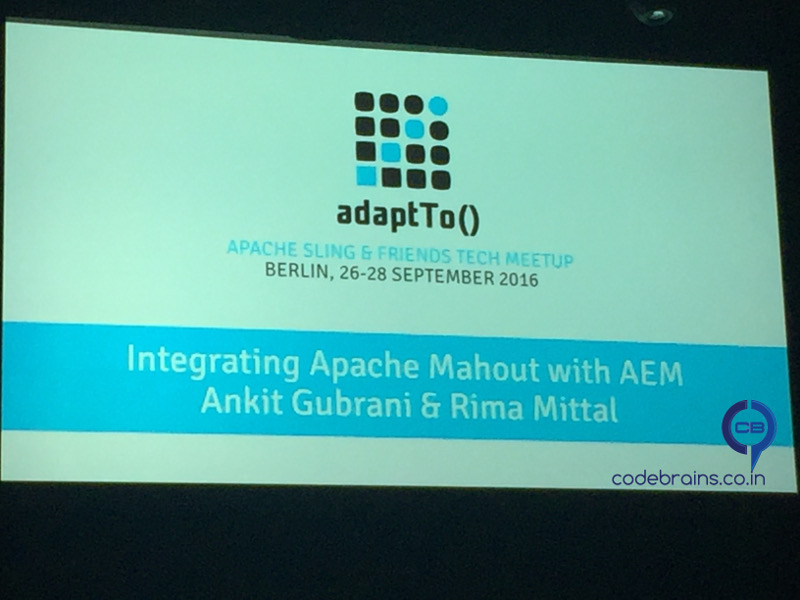 adaptTo()
APACHE SLING & FRIENDS TECH MEETUP
BERLIN, 26-28 SEPTEMBER 2016
Integrating Apache Mahout with AEM
Ankit Gubrani & Rima Mittal
CB
codebrains.co.in